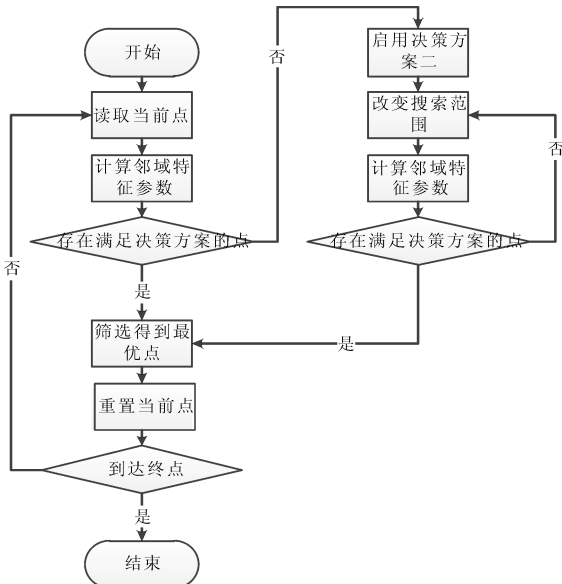 开始
读取当前点
计算邻域特
征参数
存在满足决策方案的点
否
是
筛选得到最
优点
重置当前点
到达终点
否
是
结束
启用决策方案
案二
改变搜索范
围
计算邻域特
征参数
存在满足决策方案的点
否
是